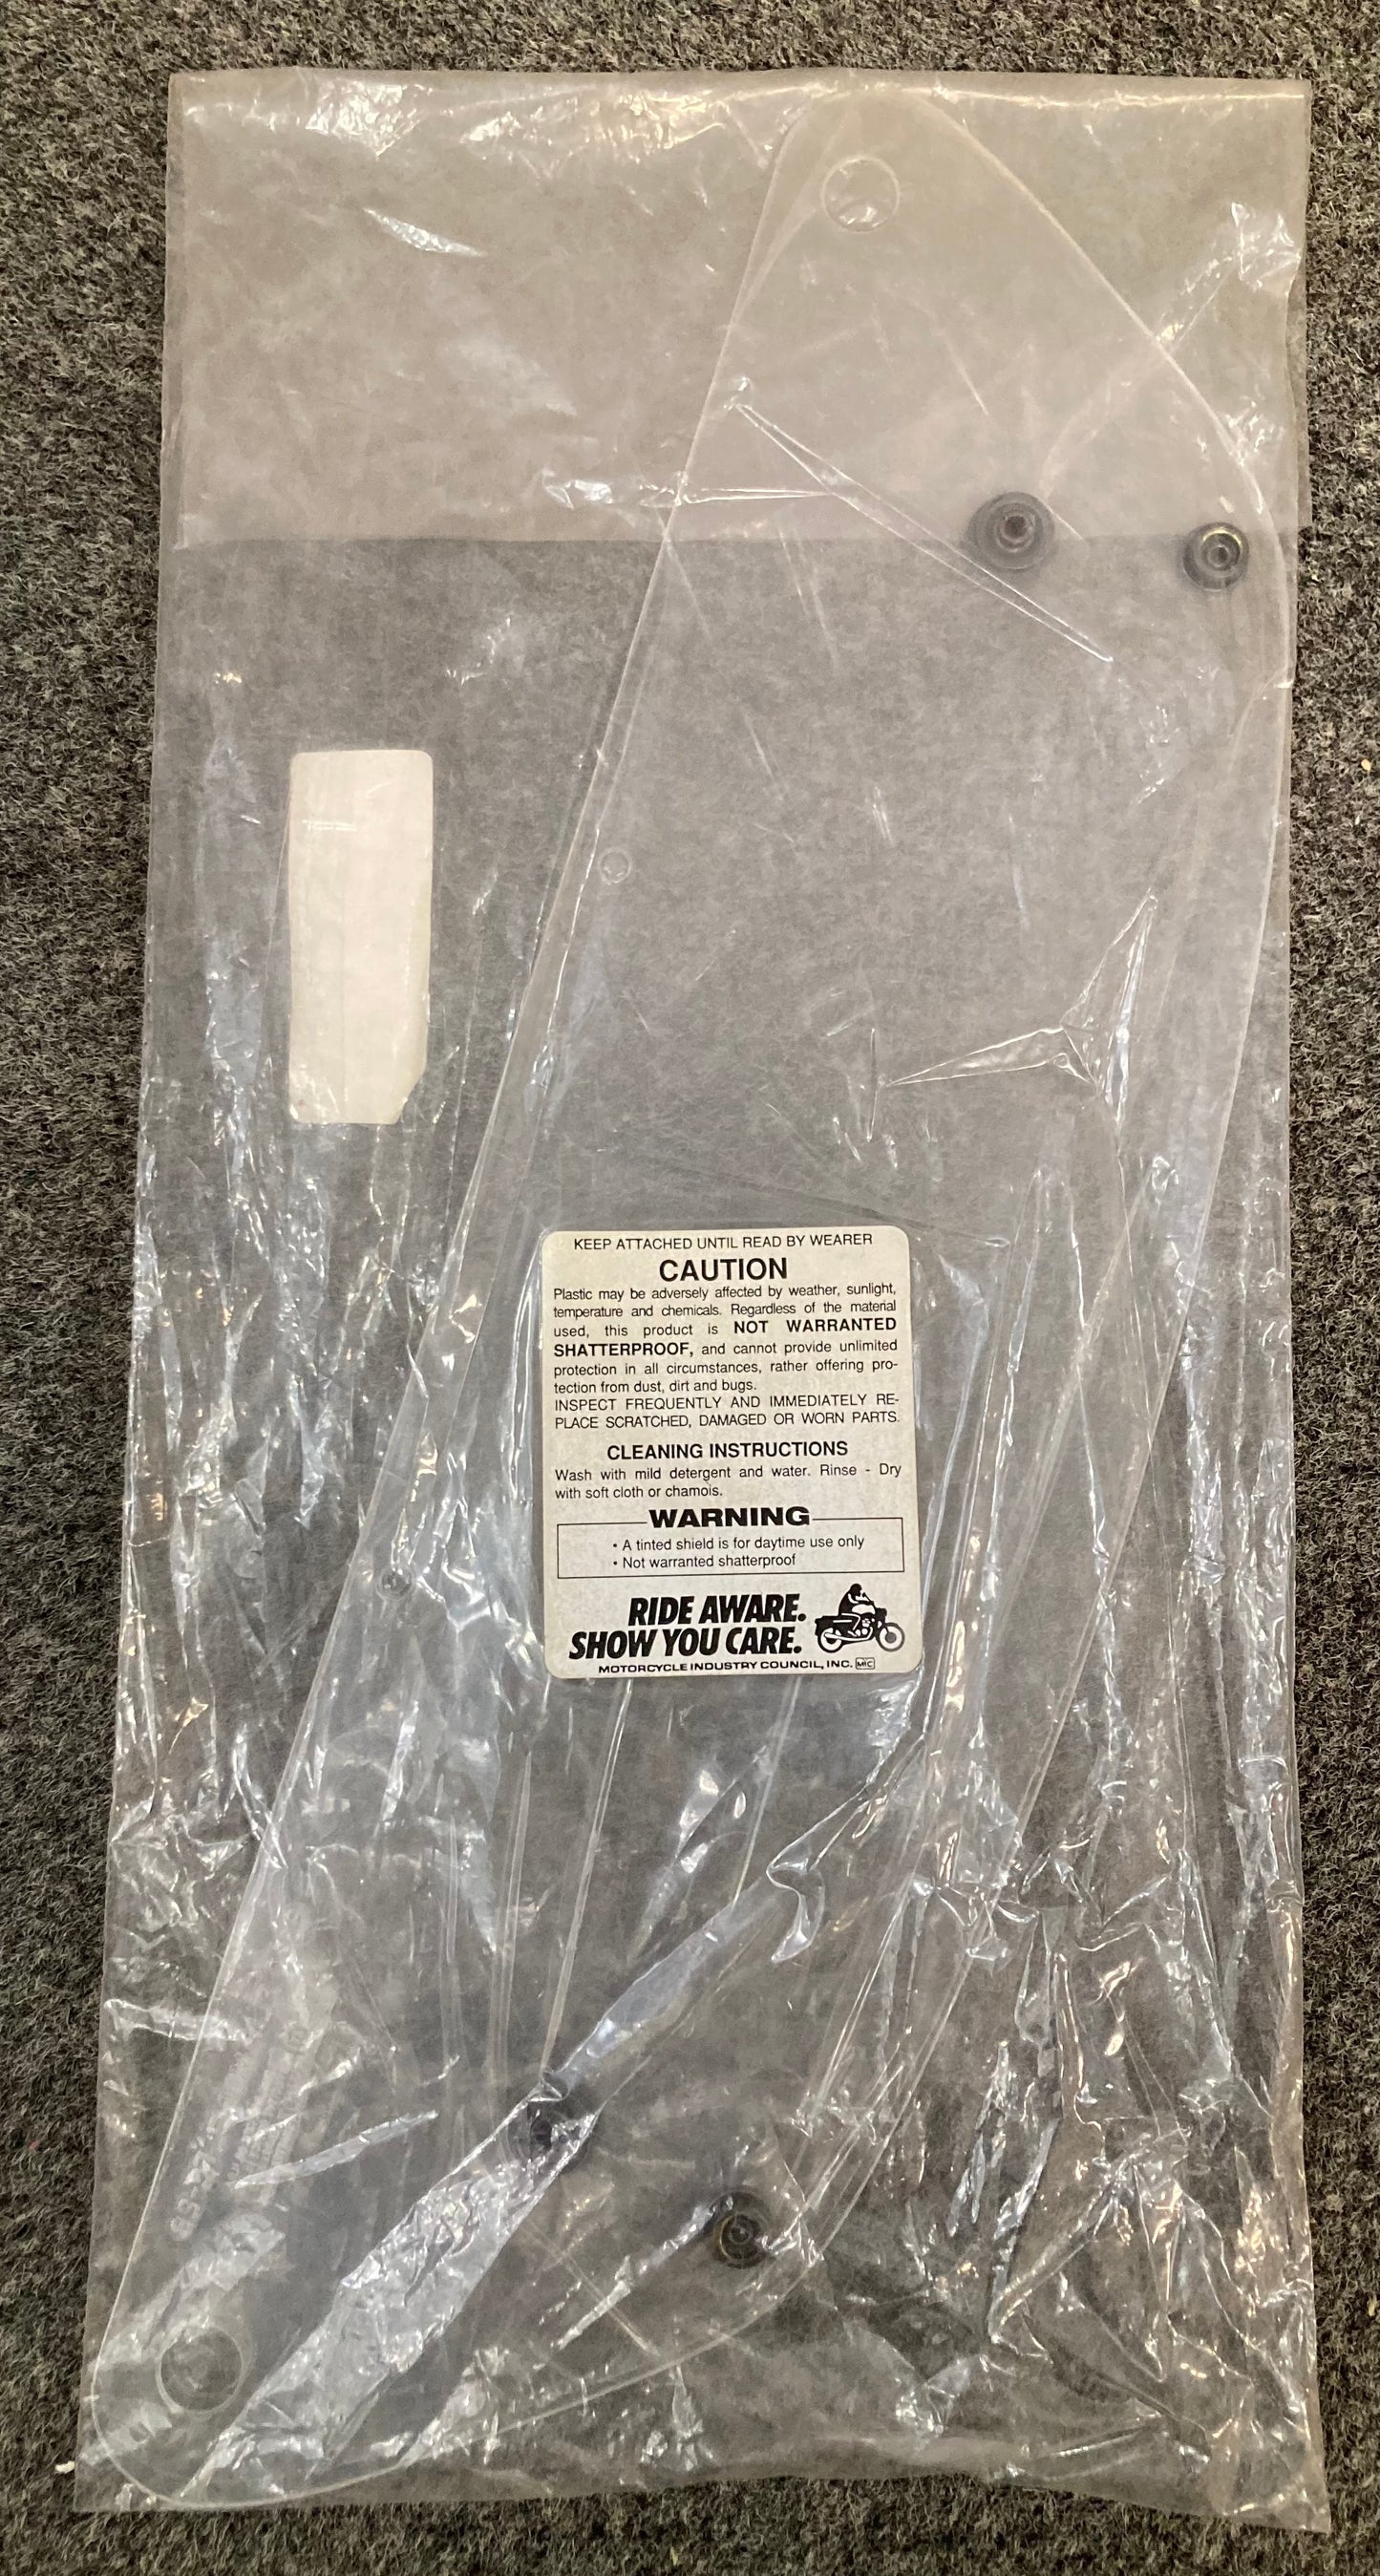 KEEP ATTACHED UNTIL READ BY WEARER
CAUTION
Plastic may be adversely affected by weather, sunlight,
temperature and chemicals. Regardless of the material
used, this product is NOT WARRANTED
SHATTERPROOF, and cannot provide unlimited
protection in all circumstances, rather offering pro-
tection from dust, dirt and bugs.
INSPECT FREQUENTLY AND IMMEDIATELY RE-
PLACE SCRATCHED, DAMAGED OR WORN PARTS.
CLEANING INSTRUCTIONS
Wash with mild detergent and water. Rinse - Dry
with soft cloth or chamois.
WARNING
• A tinted shield is for daytime use only
• Not warranted shatterproof
RIDE AWARE.
SHOW YOU CARE.
MOTORCYCLE INDUSTRY COUNCIL, INC. MIC